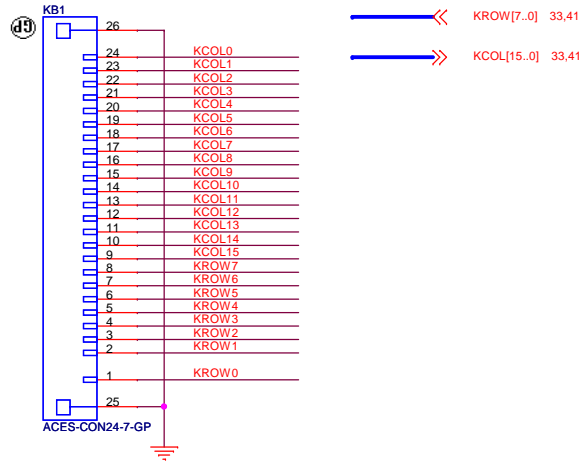 KB1
26
24 KCOL0
23 KCOL1
22 KCOL2
21 KCOL3
20 KCOL4
19 KCOL5
18 KCOL6
17 KCOL7
16 KCOL8
15 KCOL9
14 KCOL10
13 KCOL11
12 KCOL12
11 KCOL13
10 KCOL14
9 KCOL15
8 KROW7
7 KROW6
6 KROW5
5 KROW4
4 KROW3
3 KROW2
2 KROW1
1 KROW0
25
ACES-CON24-7-GP
KROW[7..0] 33,41
KCOL[15..0] 33,41